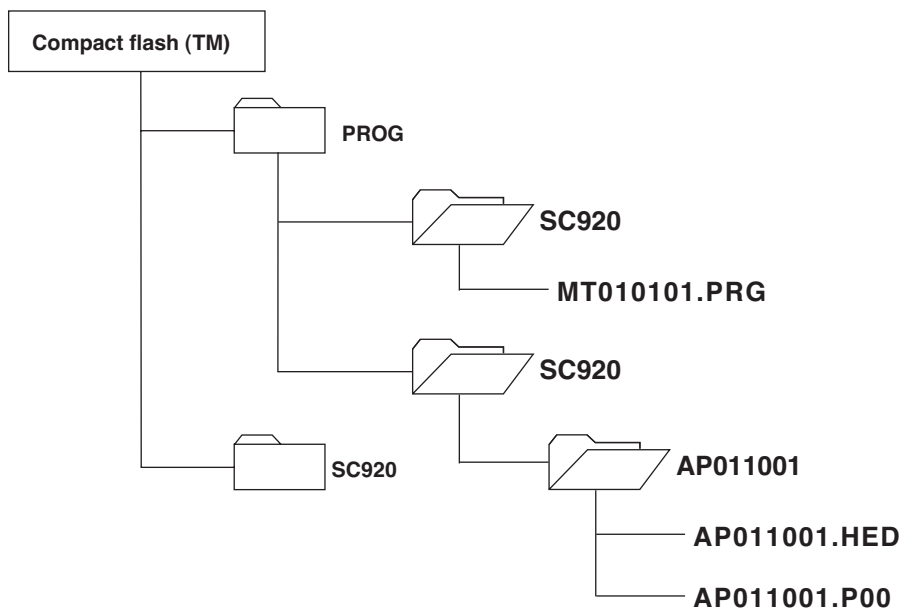 Compact flash (TM)
PROG
SC920
MT010101.PRG
SC920
SC920
AP011001
AP011001.HED
AP011001.P00